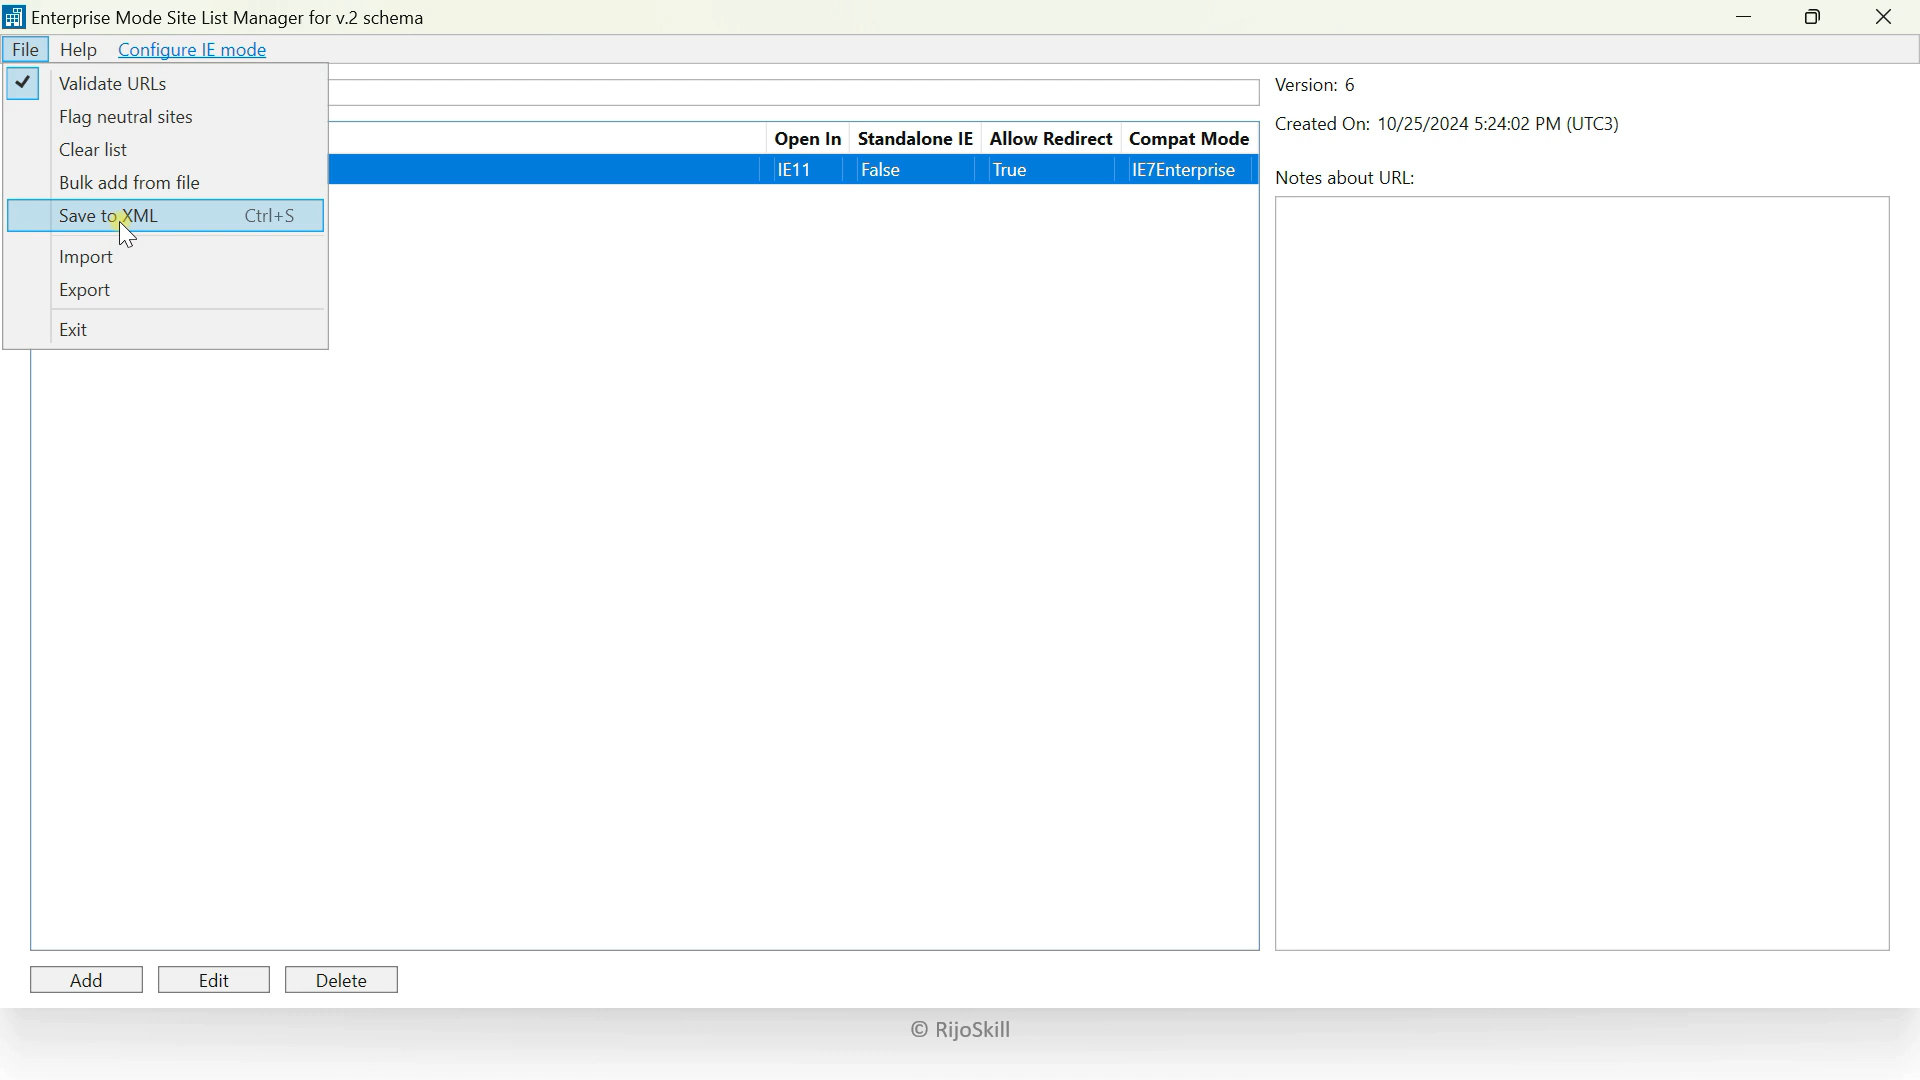 Enterprise Mode Site List Manager for v.2 schema
File Help Configure IE mode
Validate URLs
Flag neutral sites
Clear list
Bulk add from file
Save to XML Ctrl+S
Import
Export
Exit
Open In Standalone IE Allow Redirect Compat Mode
IE11 False True IE7Enterprise
Version: 6
Created On: 10/25/2024 5:24:02 PM (UTC3)
Notes about URL:
Add Edit Delete
© RijoSkill